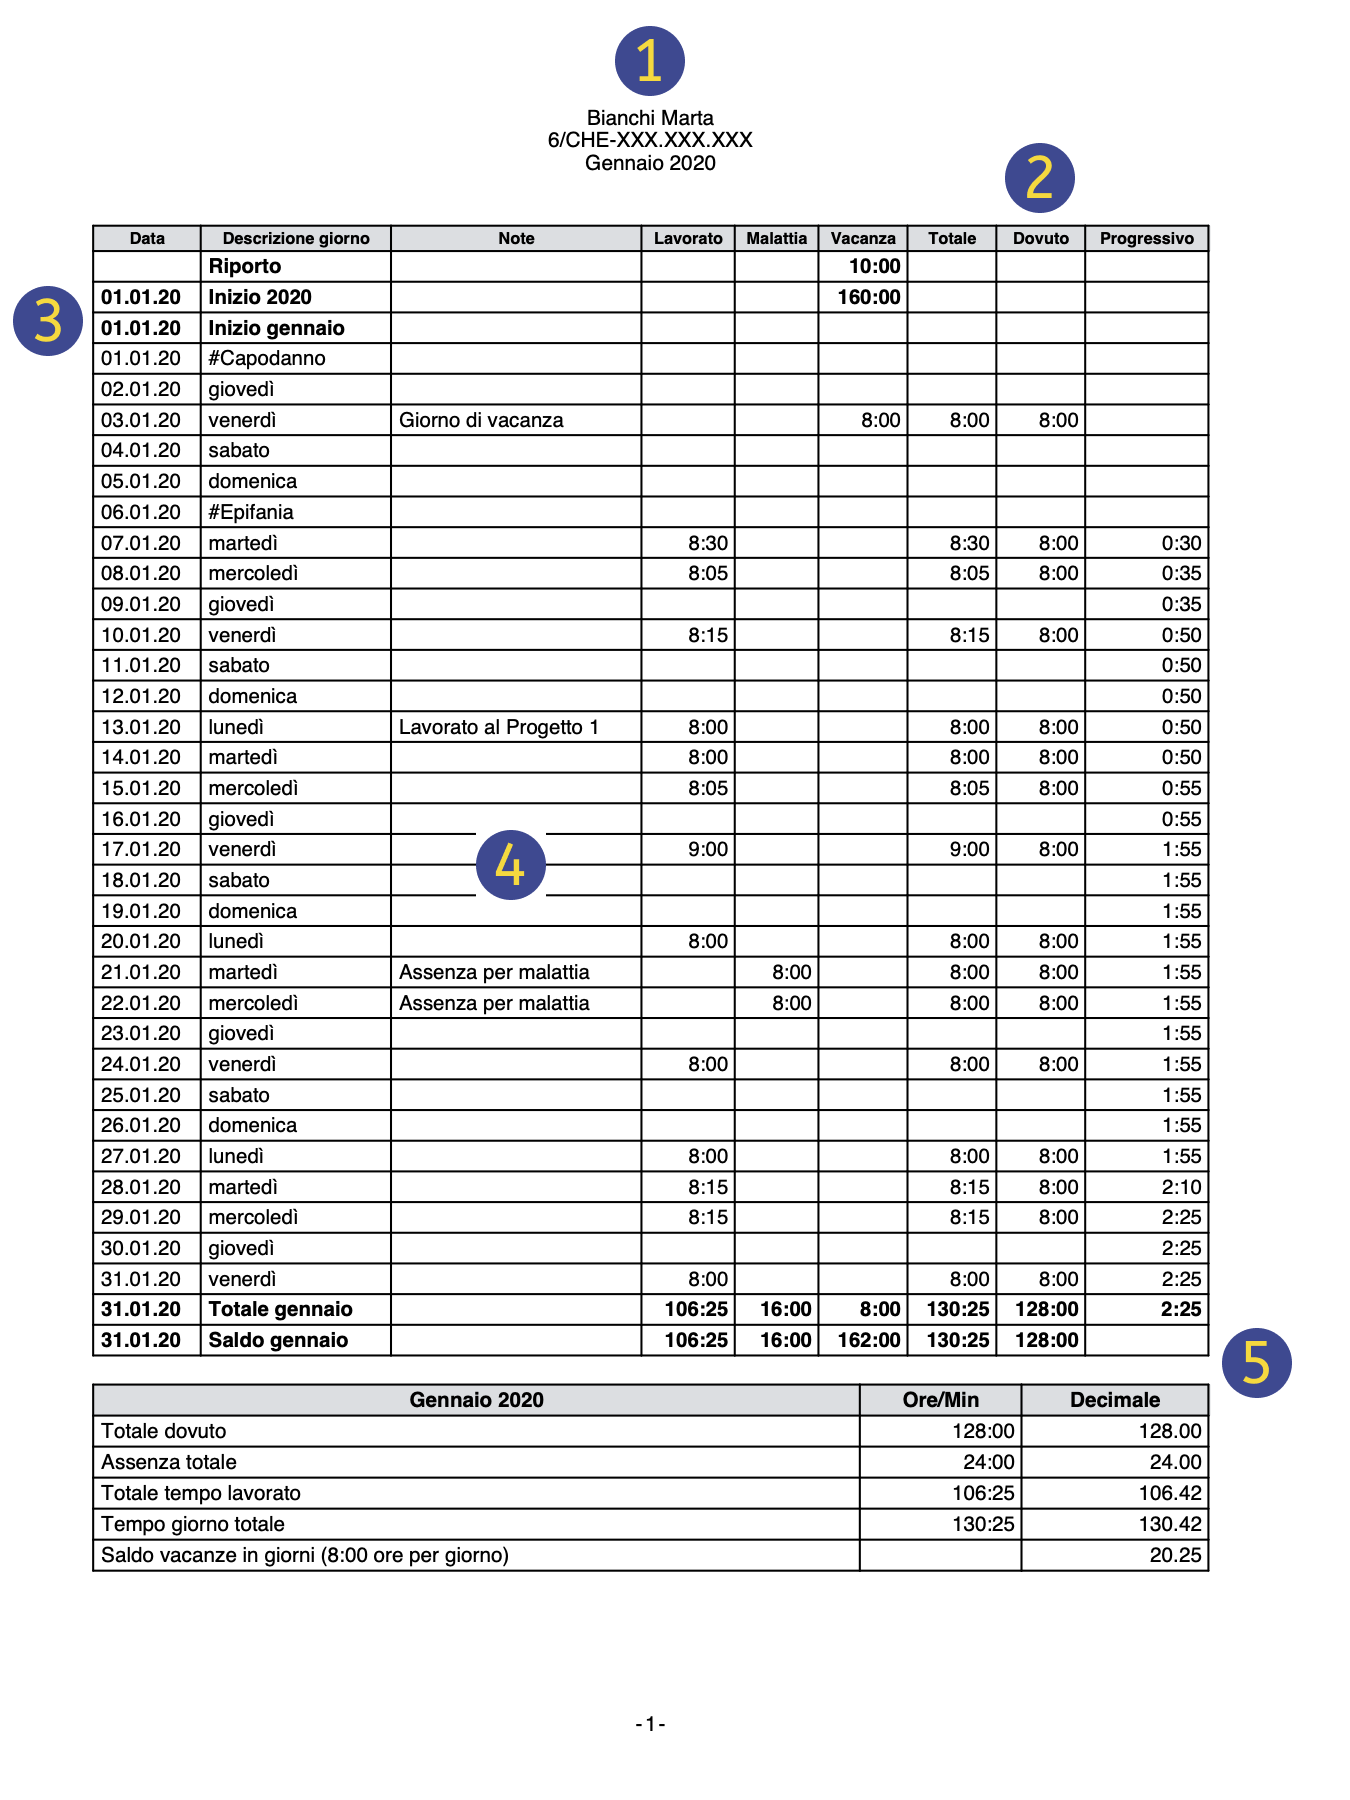 1
Bianchi Marta
6/CHE-XXX.XXX.XXX
Gennaio 2020
2
Data Descrizione giorno Note Lavorato Malattia Vacanza Totale Dovuto Progressivo
Riporto 10:00
01.01.20 Inizio 2020 160:00
3
01.01.20 Inizio gennaio
01.01.20 #Capodanno
02.01.20 giovedì
03.01.20 venerdì Giorno di vacanza 8:00 8:00 8:00
04.01.20 sabato
05.01.20 domenica
06.01.20 #Epifania
07.01.20 martedì 8:30 8:30 8:00 0:30
08.01.20 mercoledì 8:05 8:05 8:00 0:35
09.01.20 giovedì 0:35
10.01.20 venerdì 8:15 8:15 8:00 0:50
11.01.20 sabato 0:50
12.01.20 domenica 0:50
13.01.20 lunedì Lavorato al Progetto 1 8:00 8:00 8:00 0:50
14.01.20 martedì 8:00 8:00 8:00 0:50
15.01.20 mercoledì 8:05 8:05 8:00 0:55
16.01.20 giovedì 0:55
17.01.20 venerdì 9:00 9:00 8:00 1:55
4
18.01.20 sabato 1:55
19.01.20 domenica 1:55
20.01.20 lunedì 8:00 8:00 8:00 1:55
21.01.20 martedì Assenza per malattia 8:00 8:00 8:00 1:55
22.01.20 mercoledì Assenza per malattia 8:00 8:00 8:00 1:55
23.01.20 giovedì 1:55
24.01.20 venerdì 8:00 8:00 8:00 1:55
25.01.20 sabato 1:55
26.01.20 domenica 1:55
27.01.20 lunedì 8:00 8:00 8:00 1:55
28.01.20 martedì 8:15 8:15 8:00 2:10
29.01.20 mercoledì 8:15 8:15 8:00 2:25
30.01.20 giovedì 2:25
31.01.20 venerdì 8:00 8:00 8:00 2:25
31.01.20 Totale gennaio 106:25 16:00 8:00 130:25 128:00 2:25
31.01.20 Saldo gennaio 106:25 16:00 162:00 130:25 128:00
5
Gennaio 2020 Ore/Min Decimale
Totale dovuto 128:00 128.00
Assenza totale 24:00 24.00
Totale tempo lavorato 106:25 106.42
Tempo giorno totale 130:25 130.42
Saldo vacanze in giorni (8:00 ore per giorno) 20.25
-1-